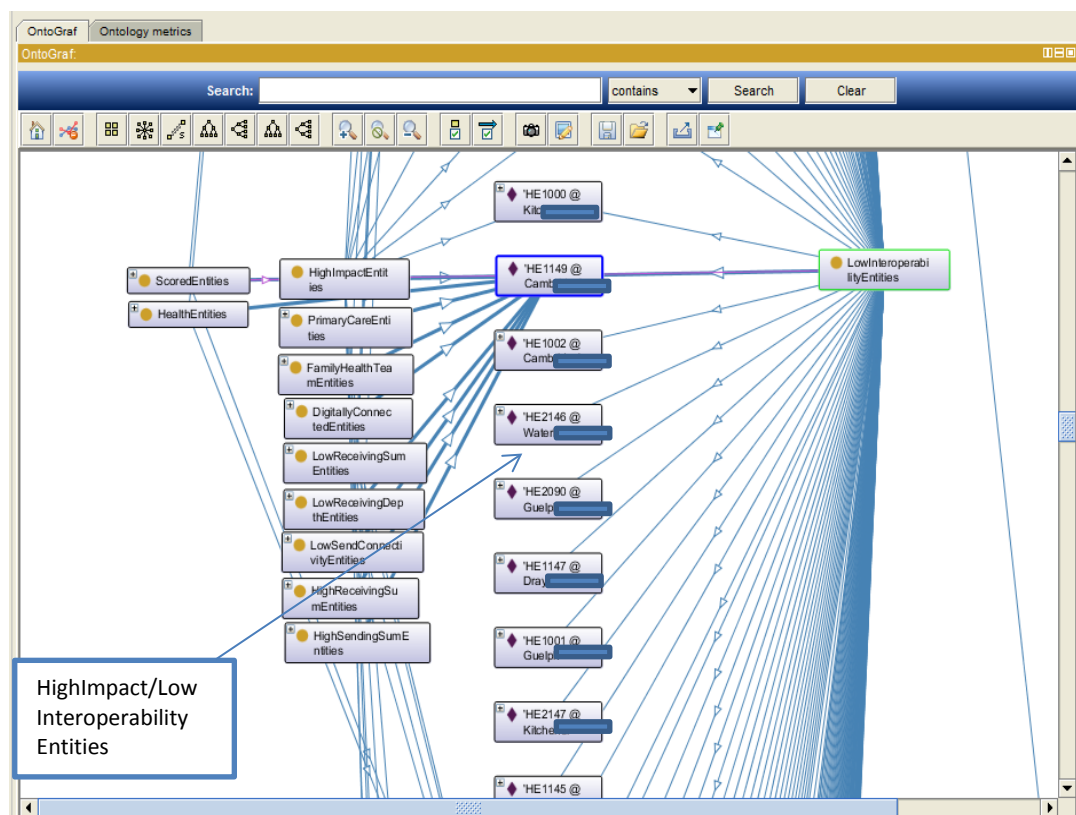 OntoGraf
Ontology metrics
OntoGraf:
Search:
contains
Search
Clear
'HE1000 @
ScoredEntities
HealthEntities
HighImpactEntit
ies
PrimaryCareEnti
ties
FamilyHealthTea
mEntities
DigitallyConnec
tedEntities
LowReceivingSum
Entities
LowReceivingDep
thEntities
LowSendConnecti
vityEntities
HighReceivingSu
mEntities
HighSendingSumE
ntities
'HE1149 @
Camb
'HE1002 @
Camb
'HE2146 @
Water
'HE2090 @
Guelp
'HE1147 @
Dray
'HE1001 @
Guelp
'HE2147 @
Kitchen
'HE1145 @
LowInteroperabi
lityEntities
HighImpact/Low
Interoperability
Entities